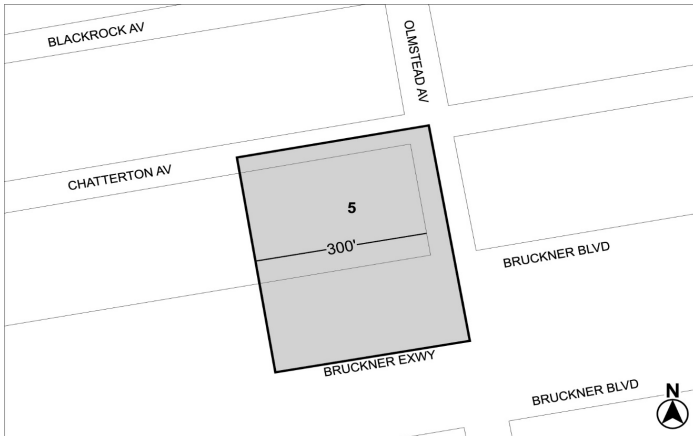 BLACKROCK AV
OLMSTEAD AV
CHATTERTON AV
5
300'
BRUCKNER BLVD
BRUCKNER EXWY
BRUCKNER BLVD
N